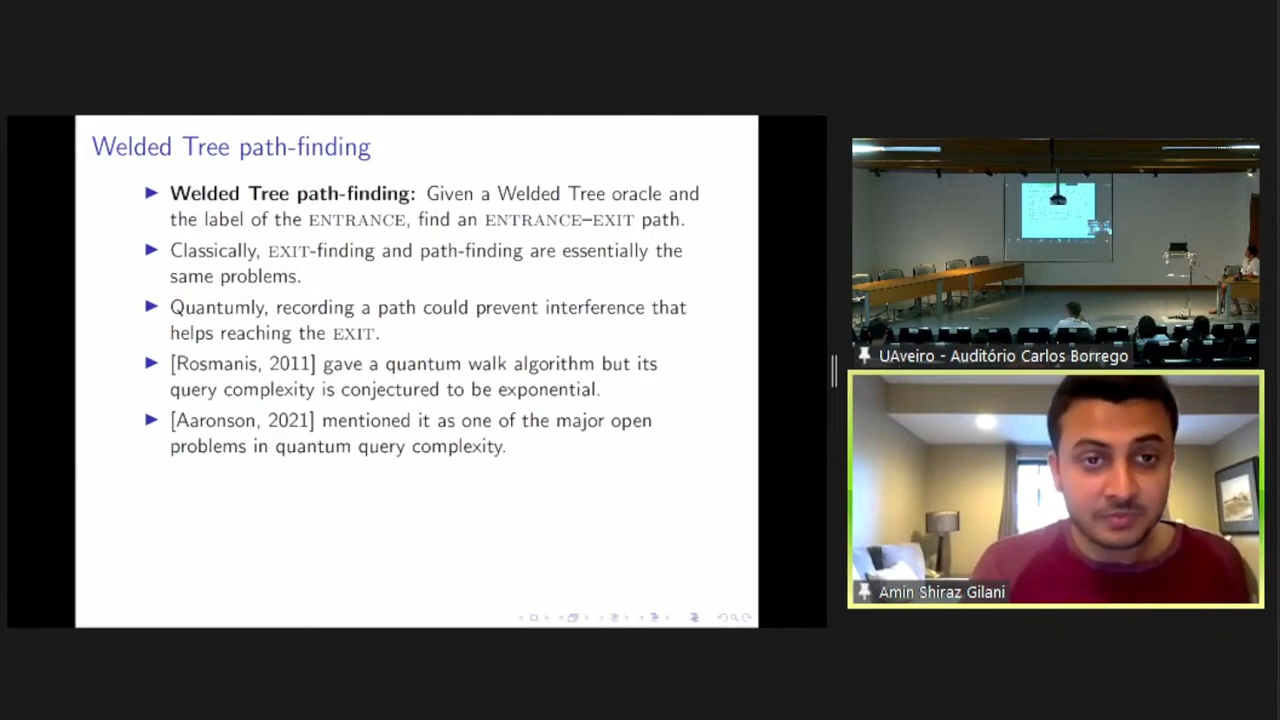 Welded Tree path-finding
Welded Tree path-finding: Given a Welded Tree oracle and
the label of the ENTRANCE, find an ENTRANCE–EXIT path.
Classically, EXIT-finding and path-finding are essentially the
same problems.
Quantumly, recording a path could prevent interference that
helps reaching the EXIT.
[Rosmanis, 2011] gave a quantum walk algorithm but its
query complexity is conjectured to be exponential.
[Aaronson, 2021] mentioned it as one of the major open
problems in quantum query complexity.
UAveiro - Auditório Carlos Borrego
Amin Shiraz Gilani